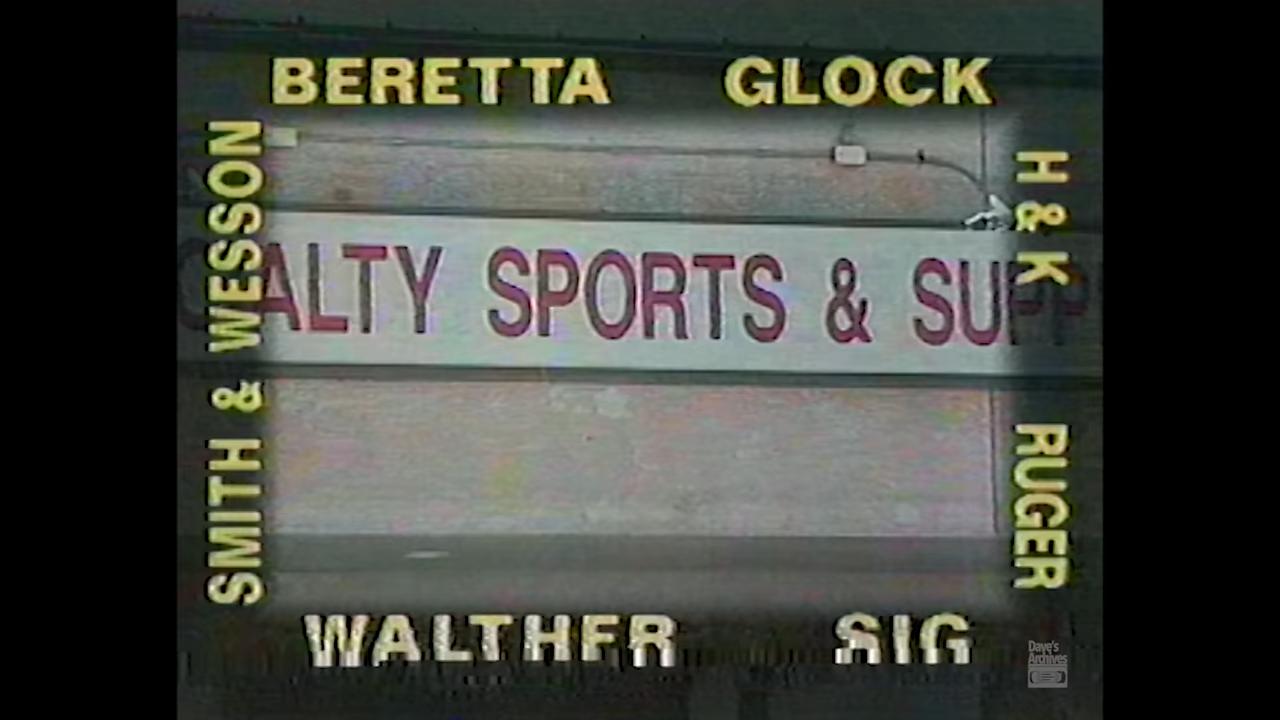 BERETTA GLOCK
SMITH & WESSON
H & K
ALTY SPORTS & SUPP
RUGER
WALTHER SIG
Dave's
Archives